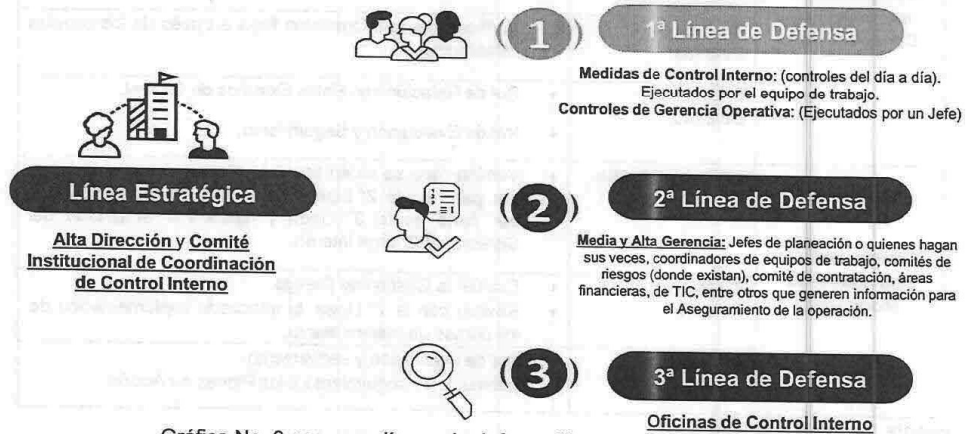 1
1ª Línea de Defensa
Medidas de Control Interno: (controles del día a día).
Ejecutados por el equipo de trabajo.
Controles de Gerencia Operativa: (Ejecutados por un Jefe)
Línea Estratégica
Alta Dirección y Comité
Institucional de Coordinación
de Control Interno
2
2ª Línea de Defensa
Media y Alta Gerencia: Jefes de planeación o quienes hagan
sus veces, coordinadores de equipos de trabajo, comités de
riesgos (donde existan), comité de contratación, áreas
financieras, de TIC, entre otros que generen información para
el Aseguramiento de la operación.
3
3ª Línea de Defensa
Oficinas de Control Interno